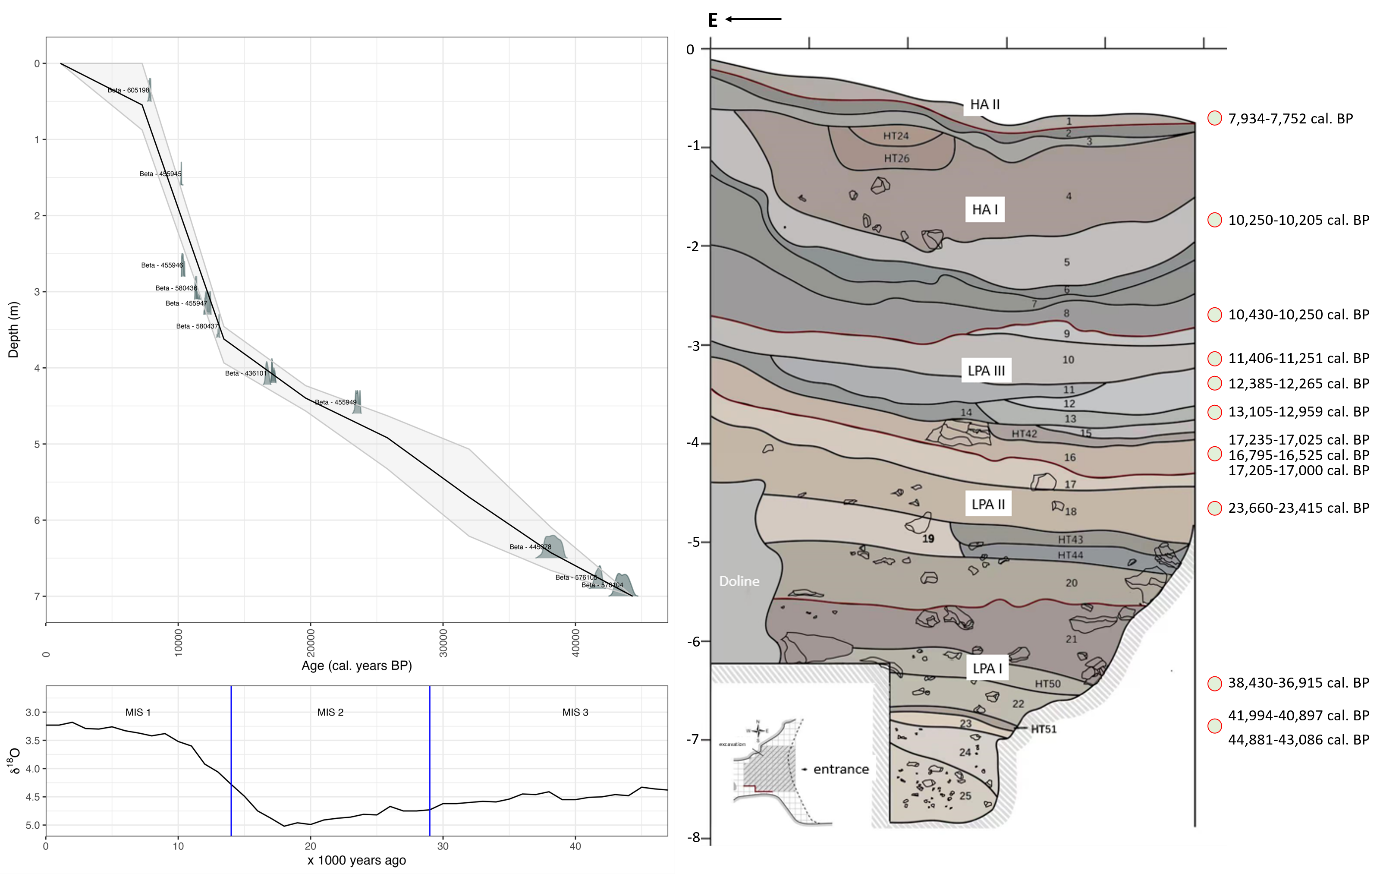 0
1
2
3
4
5
6
7
Depth (m)
Beta - 605198
Beta - 455945
Beta - 455946
Beta - 580438
Beta - 455947
Beta - 580437
Beta - 436101
Beta - 455949
Beta - 445078
Beta - 576105
Beta - 576104
0
10000
20000
30000
40000
Age (cal. years BP)
MIS 1
MIS 2
MIS 3
3.0
3.5
4.0
4.5
5.0
δ18O
0
10
20
30
40
x 1000 years ago
E
0
-1
-2
-3
-4
-5
-6
-7
-8
HA II
1
2
3
HT24
HT26
4
HA I
5
6
7
8
9
10
LPA III
11
12
13
14
HT42
15
16
17
LPA II
18
19
HT43
HT44
20
Doline
21
LPA I
HT50
22
23
HT51
24
25
N
W
E
S
excavation
entrance
7,934-7,752 cal. BP
10,250-10,205 cal. BP
10,430-10,250 cal. BP
11,406-11,251 cal. BP
12,385-12,265 cal. BP
13,105-12,959 cal. BP
17,235-17,025 cal. BP
16,795-16,525 cal. BP
17,205-17,000 cal. BP
23,660-23,415 cal. BP
38,430-36,915 cal. BP
41,994-40,897 cal. BP
44,881-43,086 cal. BP